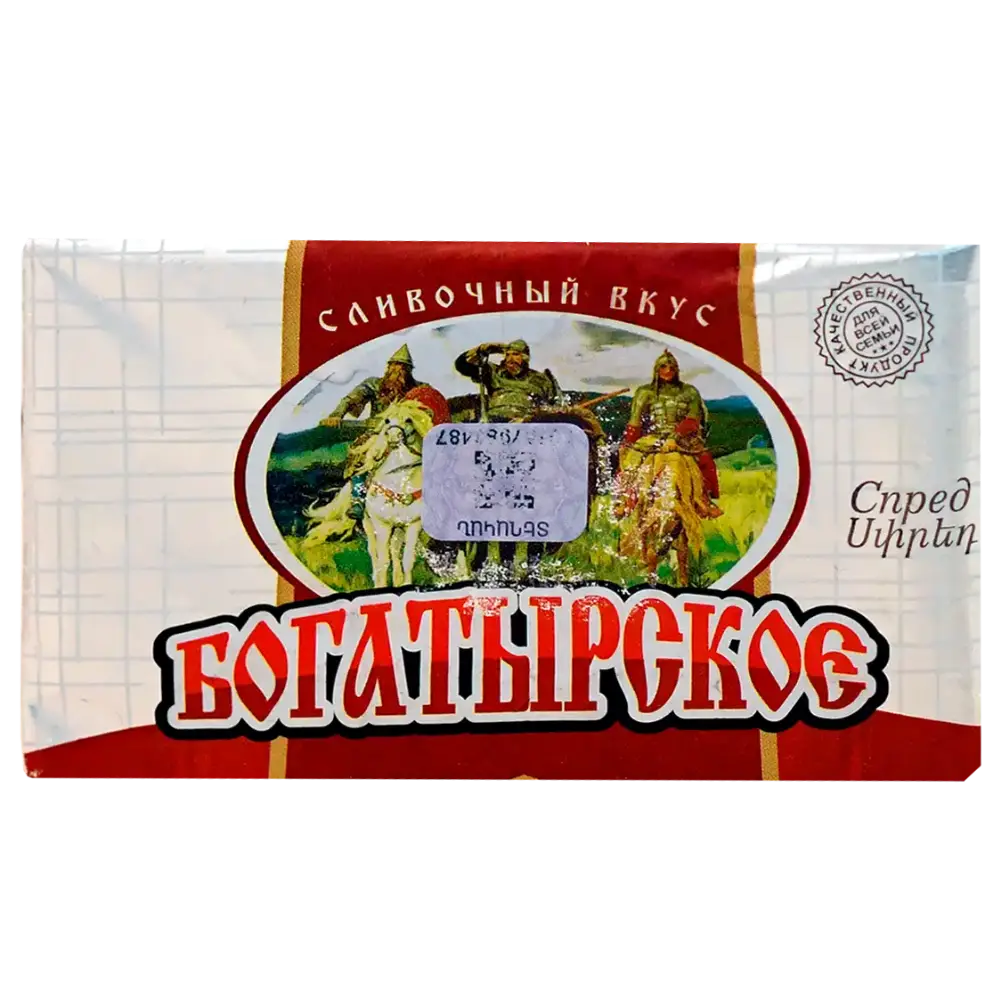 СЛИВОЧНЫЙ ВКУС
КАЧЕСТВЕННЫЙ ПРОДУКТ
ДЛЯ
ВСЕЙ
СЕМЬИ
Спред
Սփրեդ
БОГАТЫРСКОЕ